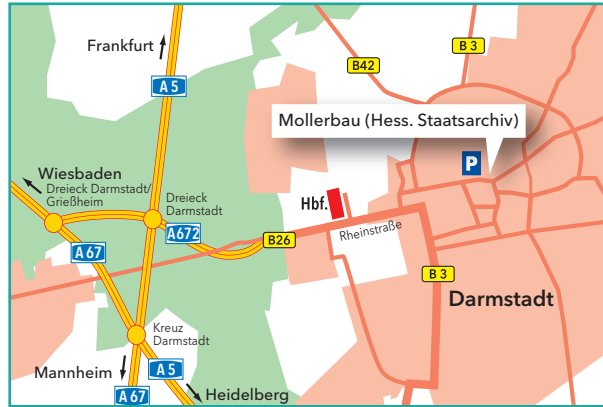 Frankfurt
B 3
B42
A 5
Mollerbau (Hess. Staatsarchiv)
P
Wiesbaden
Dreieck Darmstadt/
Grießheim
Dreieck
Darmstadt
Hbf.
A672
Rheinstraße
B26
A 67
B 3
Darmstadt
Kreuz
Darmstadt
Mannheim
A 5
A 67
Heidelberg